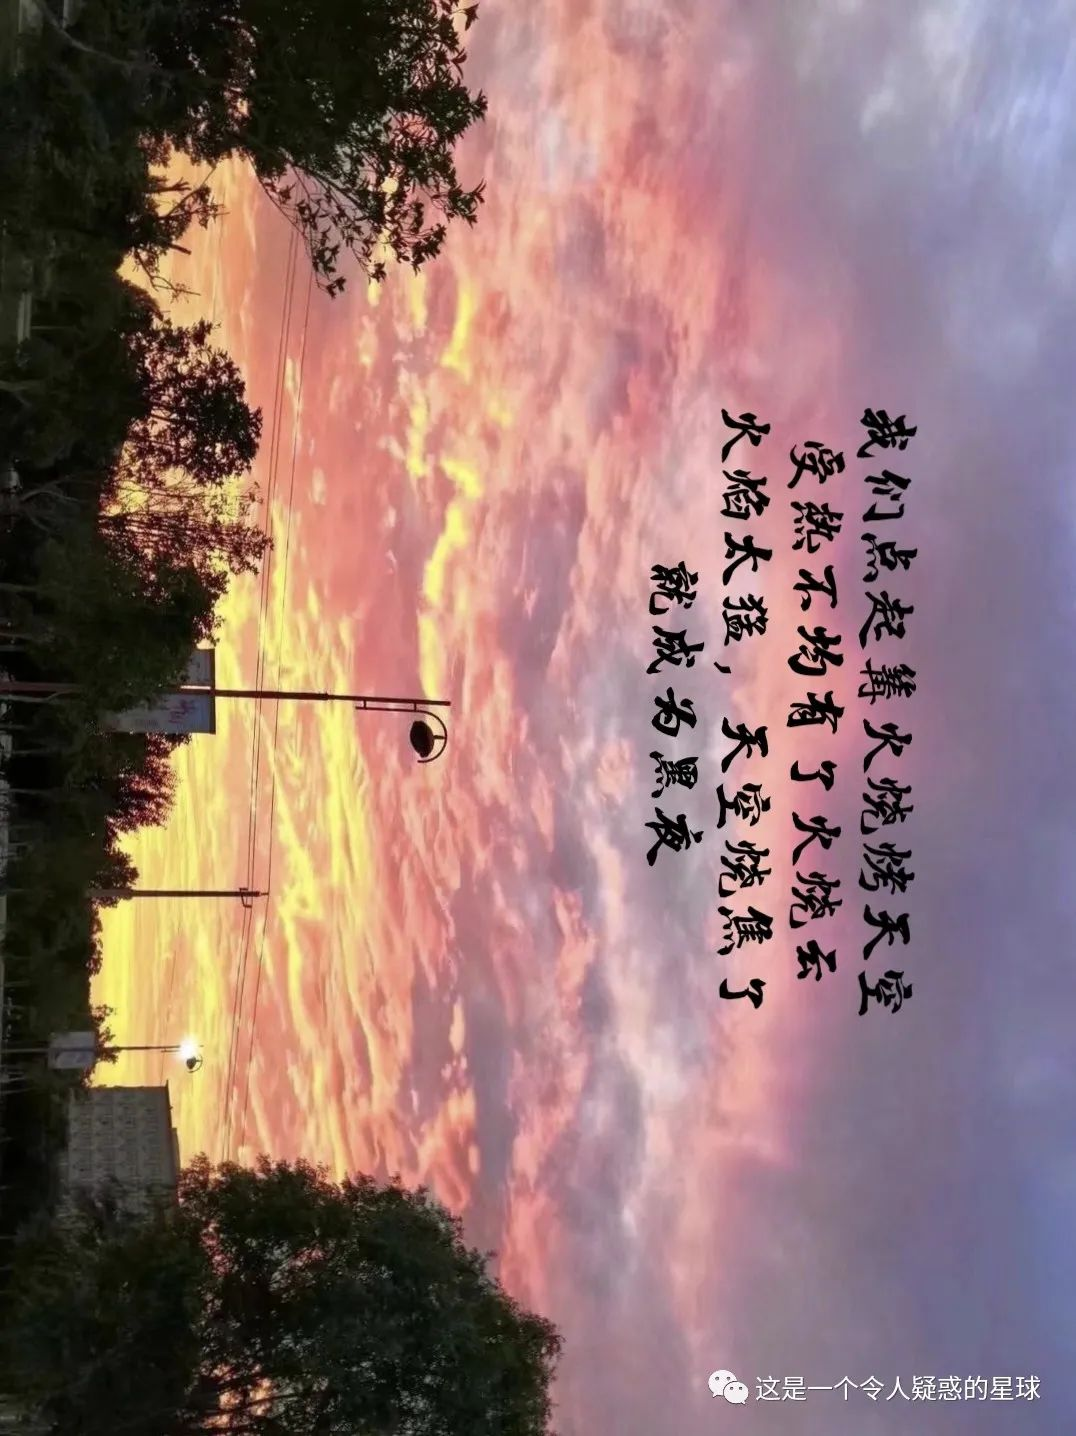 我们点起篝火烧烤天空
受热不均有了火烧云
火焰太猛，天空烧焦了
就成为黑夜
这是一个令人疑惑的星球